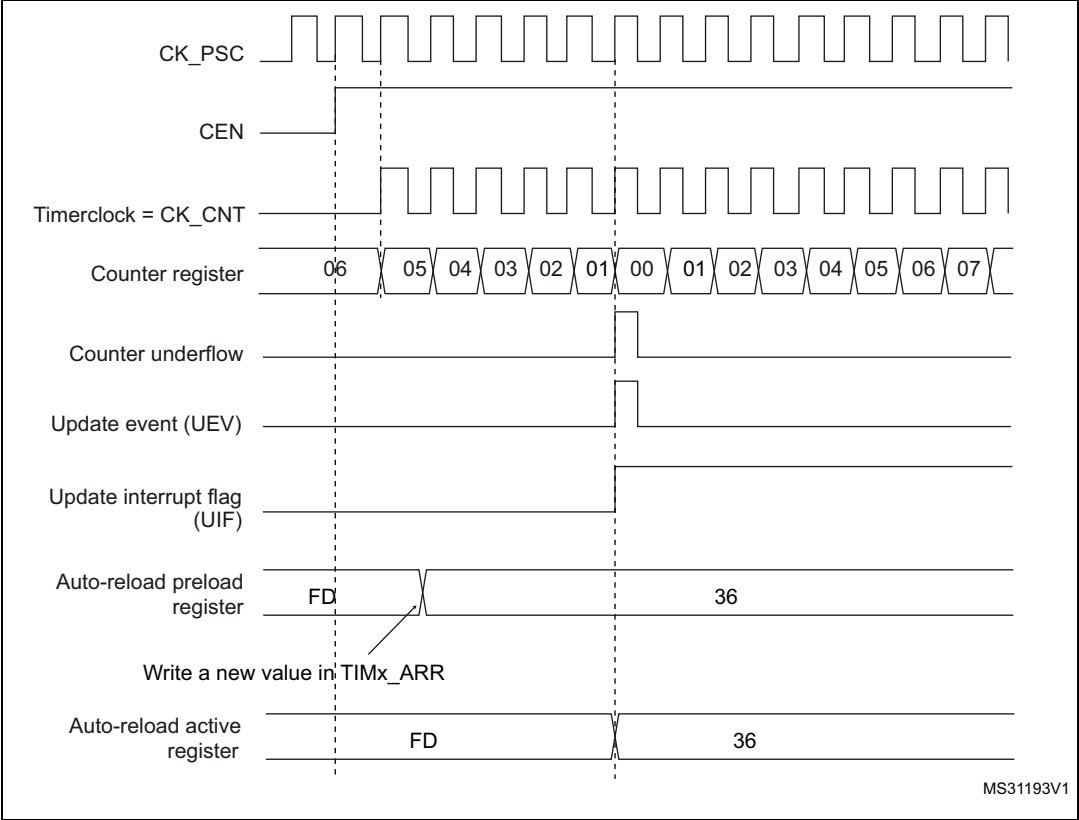 CK_PSC
CEN
Timerclock = CK_CNT
Counter register
06 05 04 03 02 01 00 01 02 03 04 05 06 07
Counter underflow
Update event (UEV)
Update interrupt flag
(UIF)
Auto-reload preload
register
FD 36
Write a new value in TIMx_ARR
Auto-reload active
register
FD 36
MS31193V1